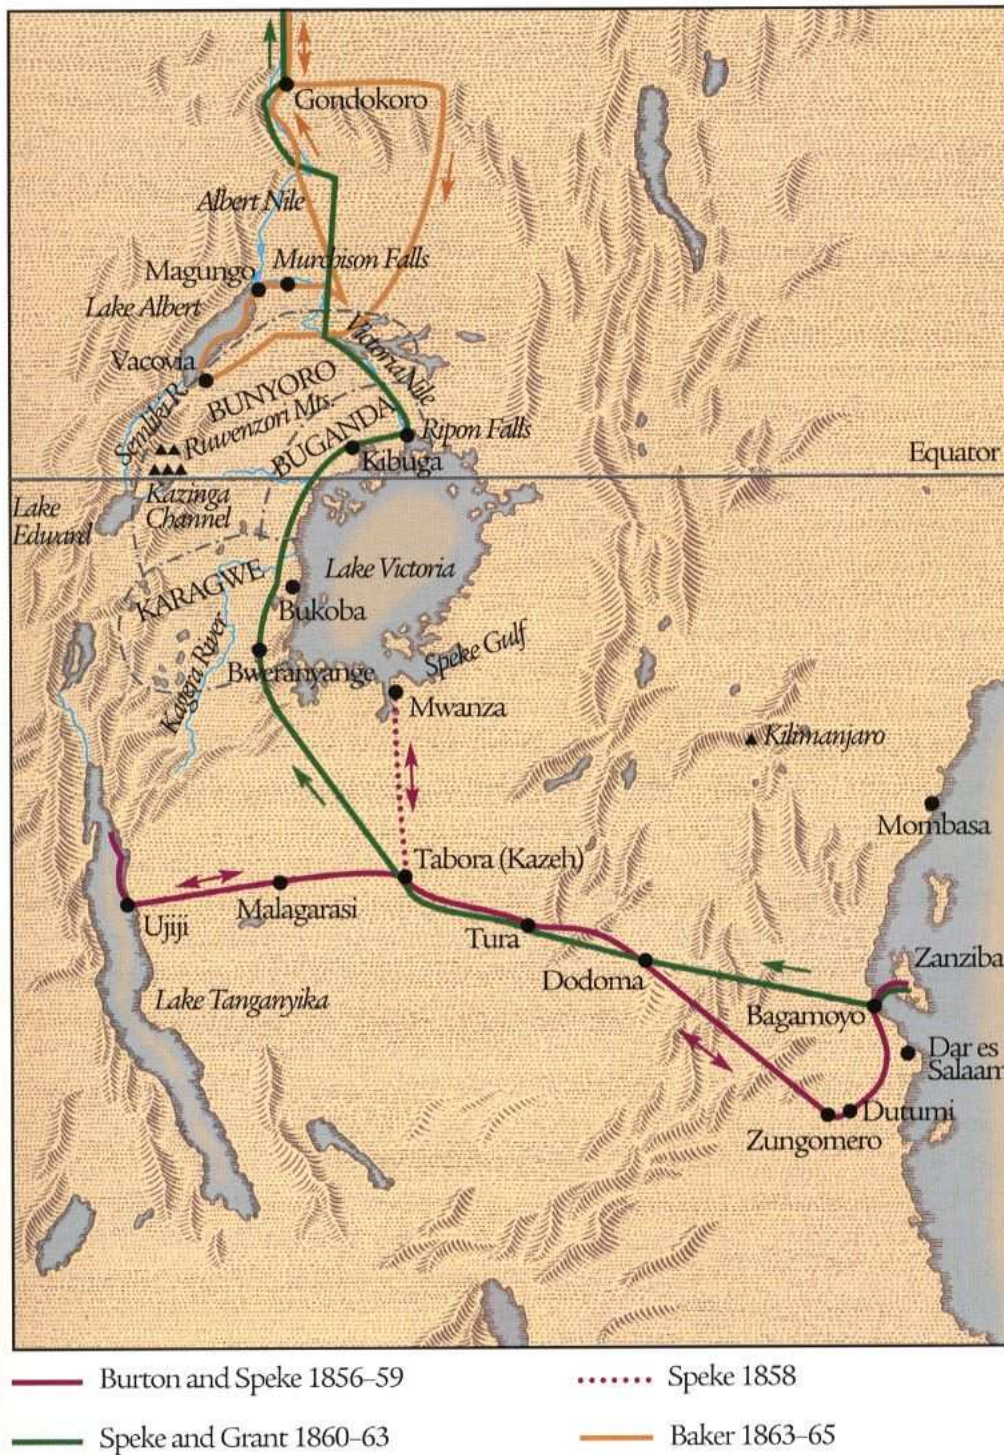 Gondokoro
Albert Nile
Murchison Falls
Magungo
Lake Albert
Victoria Nile
Vacovia
BUNYORO
Semliki R.
Ruwenzori Mts.
BUGANDA
Ripon Falls
Kibuga
Equator
Lake
Edward
Kazinga
Channel
Lake Victoria
KARAGWE
Bukoba
Speke Gulf
Bweranyange
Kagera River
Mwanza
Kilimanjaro
Mombasa
Tabora (Kazeh)
Malagarasi
Ujiji
Tura
Dodoma
Zanziba
Lake Tanganyika
Bagamoyo
Dar es
Salaam
Dutumi
Zungomero
Burton and Speke 1856–59
Speke 1858
Speke and Grant 1860–63
Baker 1863–65